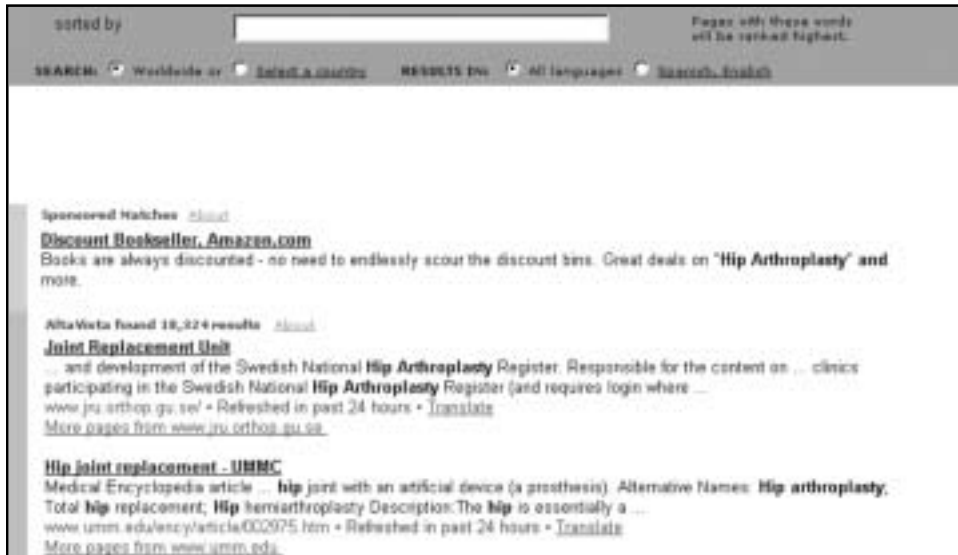 sorted by
Pages with these words
will be ranked highest.
SEARCH: Worldwide or Select a country RESULTS IN: All languages Spanish, English
Sponsored Matches About
Discount Bookseller, Amazon.com
Books are always discounted - no need to endlessly scour the discount bins. Great deals on "Hip Arthroplasty" and
more.
AltaVista found 18,324 results About
Joint Replacement Unit
... and development of the Swedish National Hip Arthroplasty Register. Responsible for the content on ... clinics
participating in the Swedish National Hip Arthroplasty Register (and requires login where ...
www.jru.orthop.gu.se/ • Refreshed in past 24 hours • Translate
More pages from www.jru.orthop.gu.se
Hip joint replacement - UMMC
Medical Encyclopedia article ... hip joint with an artificial device (a prosthesis). Alternative Names: Hip arthroplasty;
Total hip replacement; Hip hemiarthroplasty Description:The hip is essentially a ...
www.umm.edu/ency/article/002975.htm • Refreshed in past 24 hours • Translate
More pages from www.umm.edu